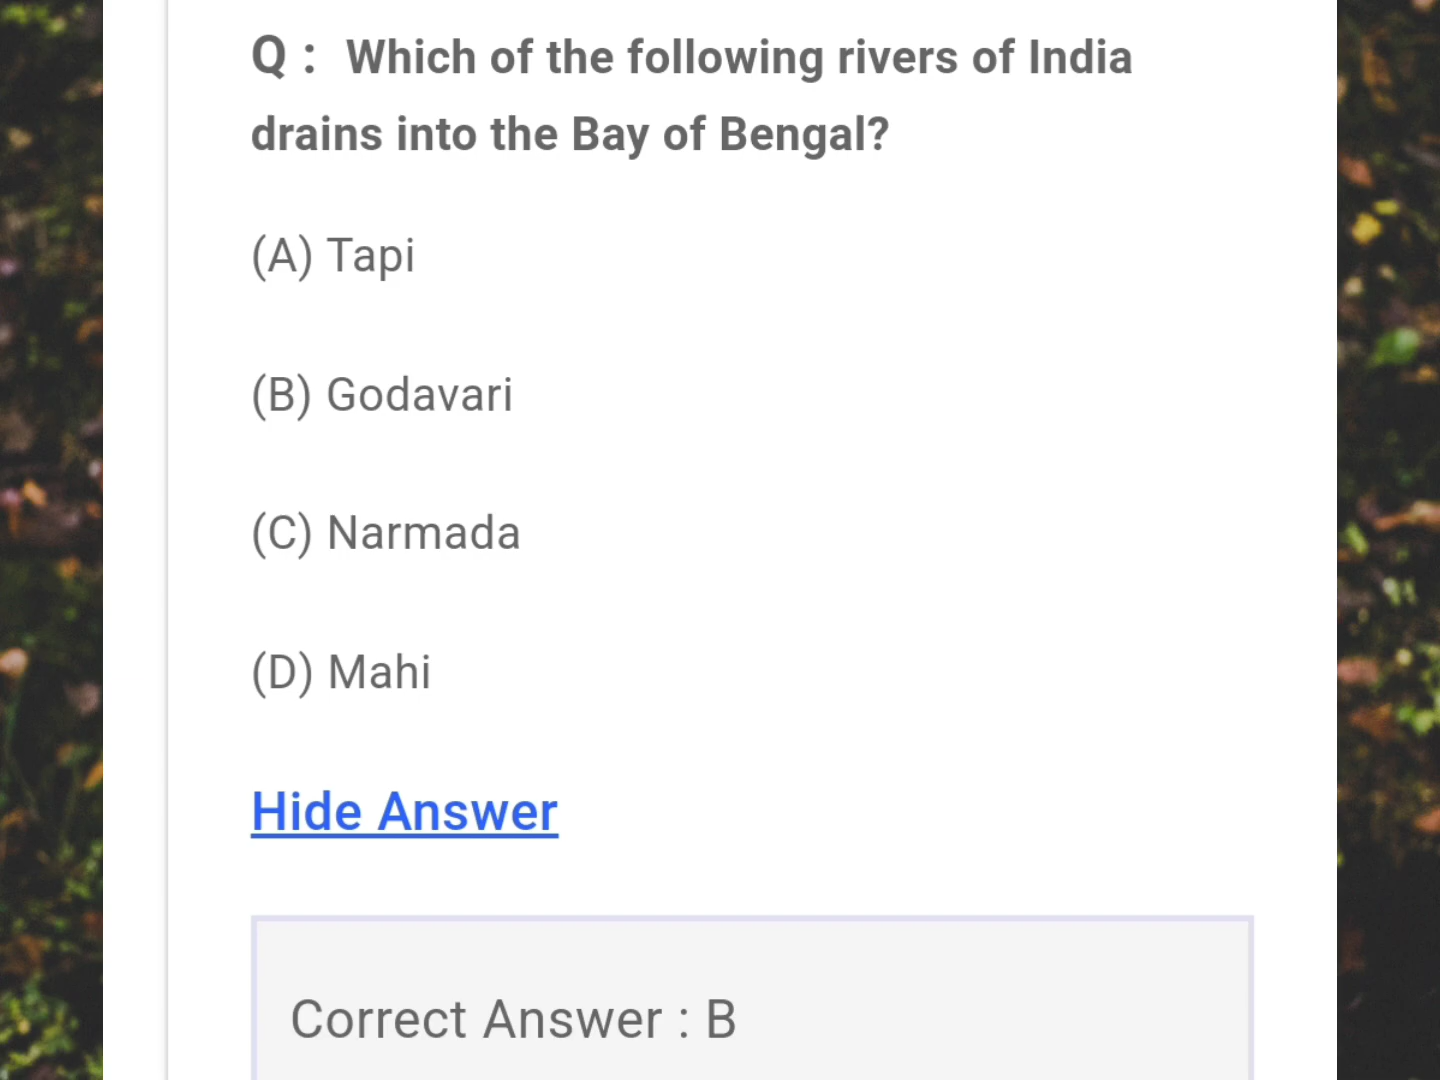 Q : Which of the following rivers of India
drains into the Bay of Bengal?
(A) Tapi
(B) Godavari
(C) Narmada
(D) Mahi
Hide Answer
Correct Answer : B